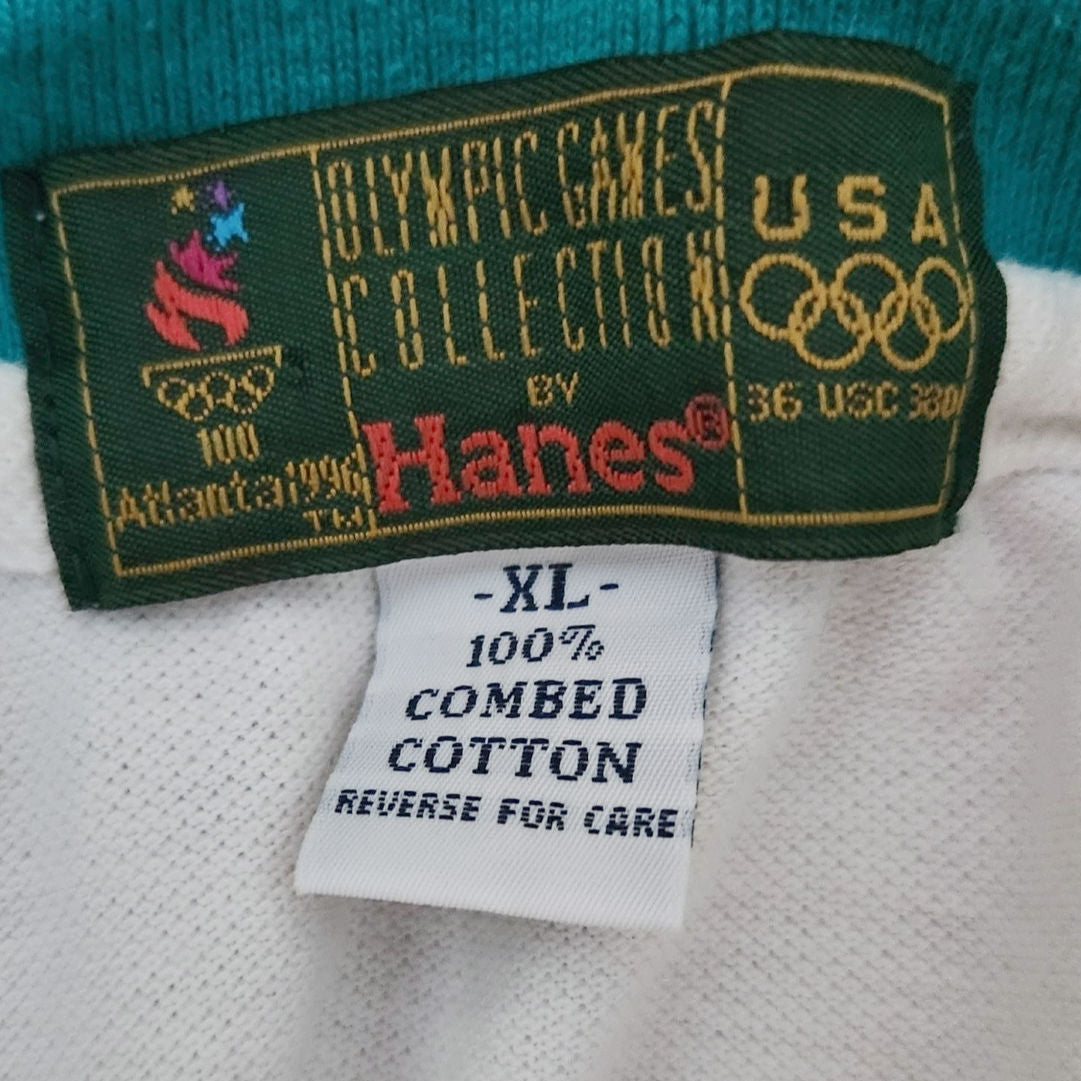 OLYMPIC GAMES
COLLECTION
BY
Hanes®
100
Atlanta 1996
TM
USA
36 USC 380
-XL-
100%
COMBED
COTTON
REVERSE FOR CARE